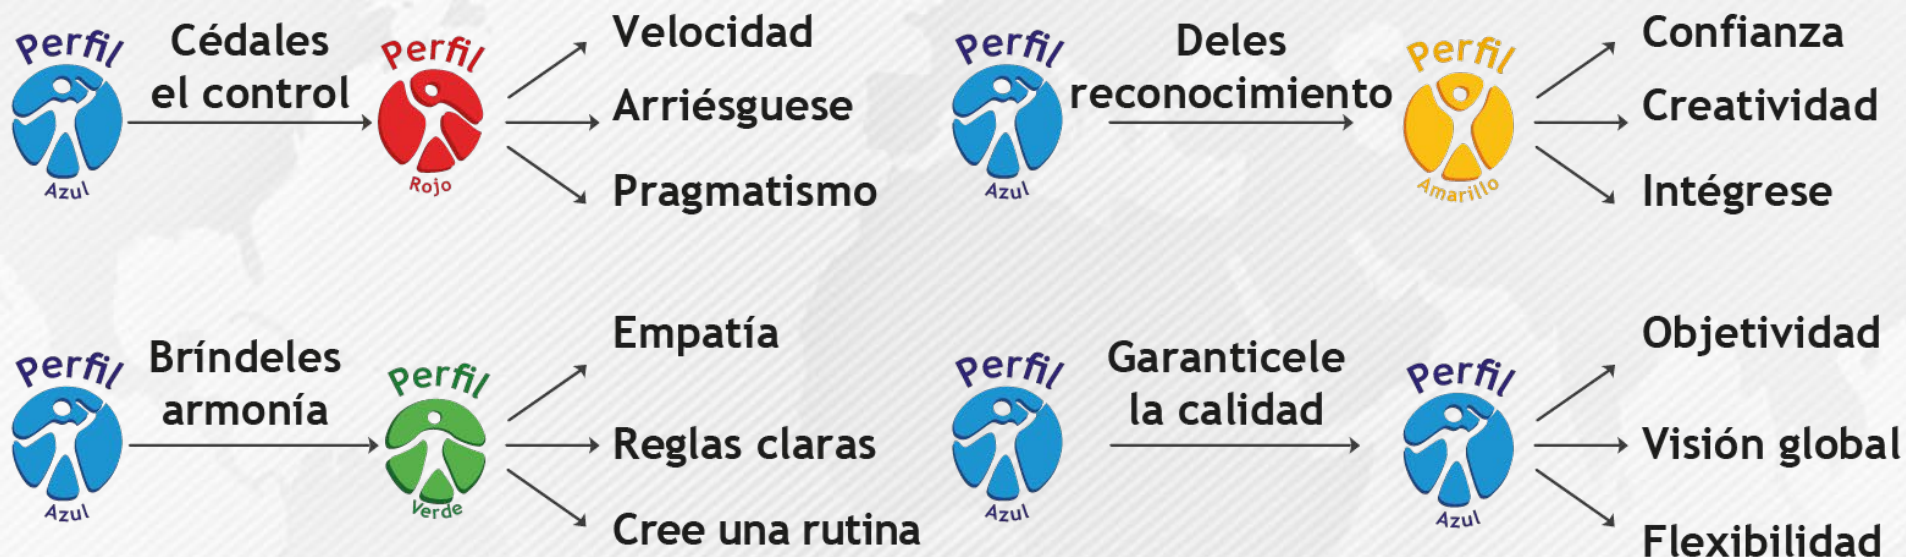 Perfil
Azul
Cédales
el control
Perfil
Rojo
Velocidad
Arriésguese
Pragmatismo
Perfil
Azul
Deles
reconocimiento
Perfil
Amarillo
Confianza
Creatividad
Intégrese
Perfil
Azul
Bríndeles
armonía
Perfil
Verde
Empatía
Reglas claras
Cree una rutina
Perfil
Azul
Garanticele
la calidad
Perfil
Azul
Objetividad
Visión global
Flexibilidad